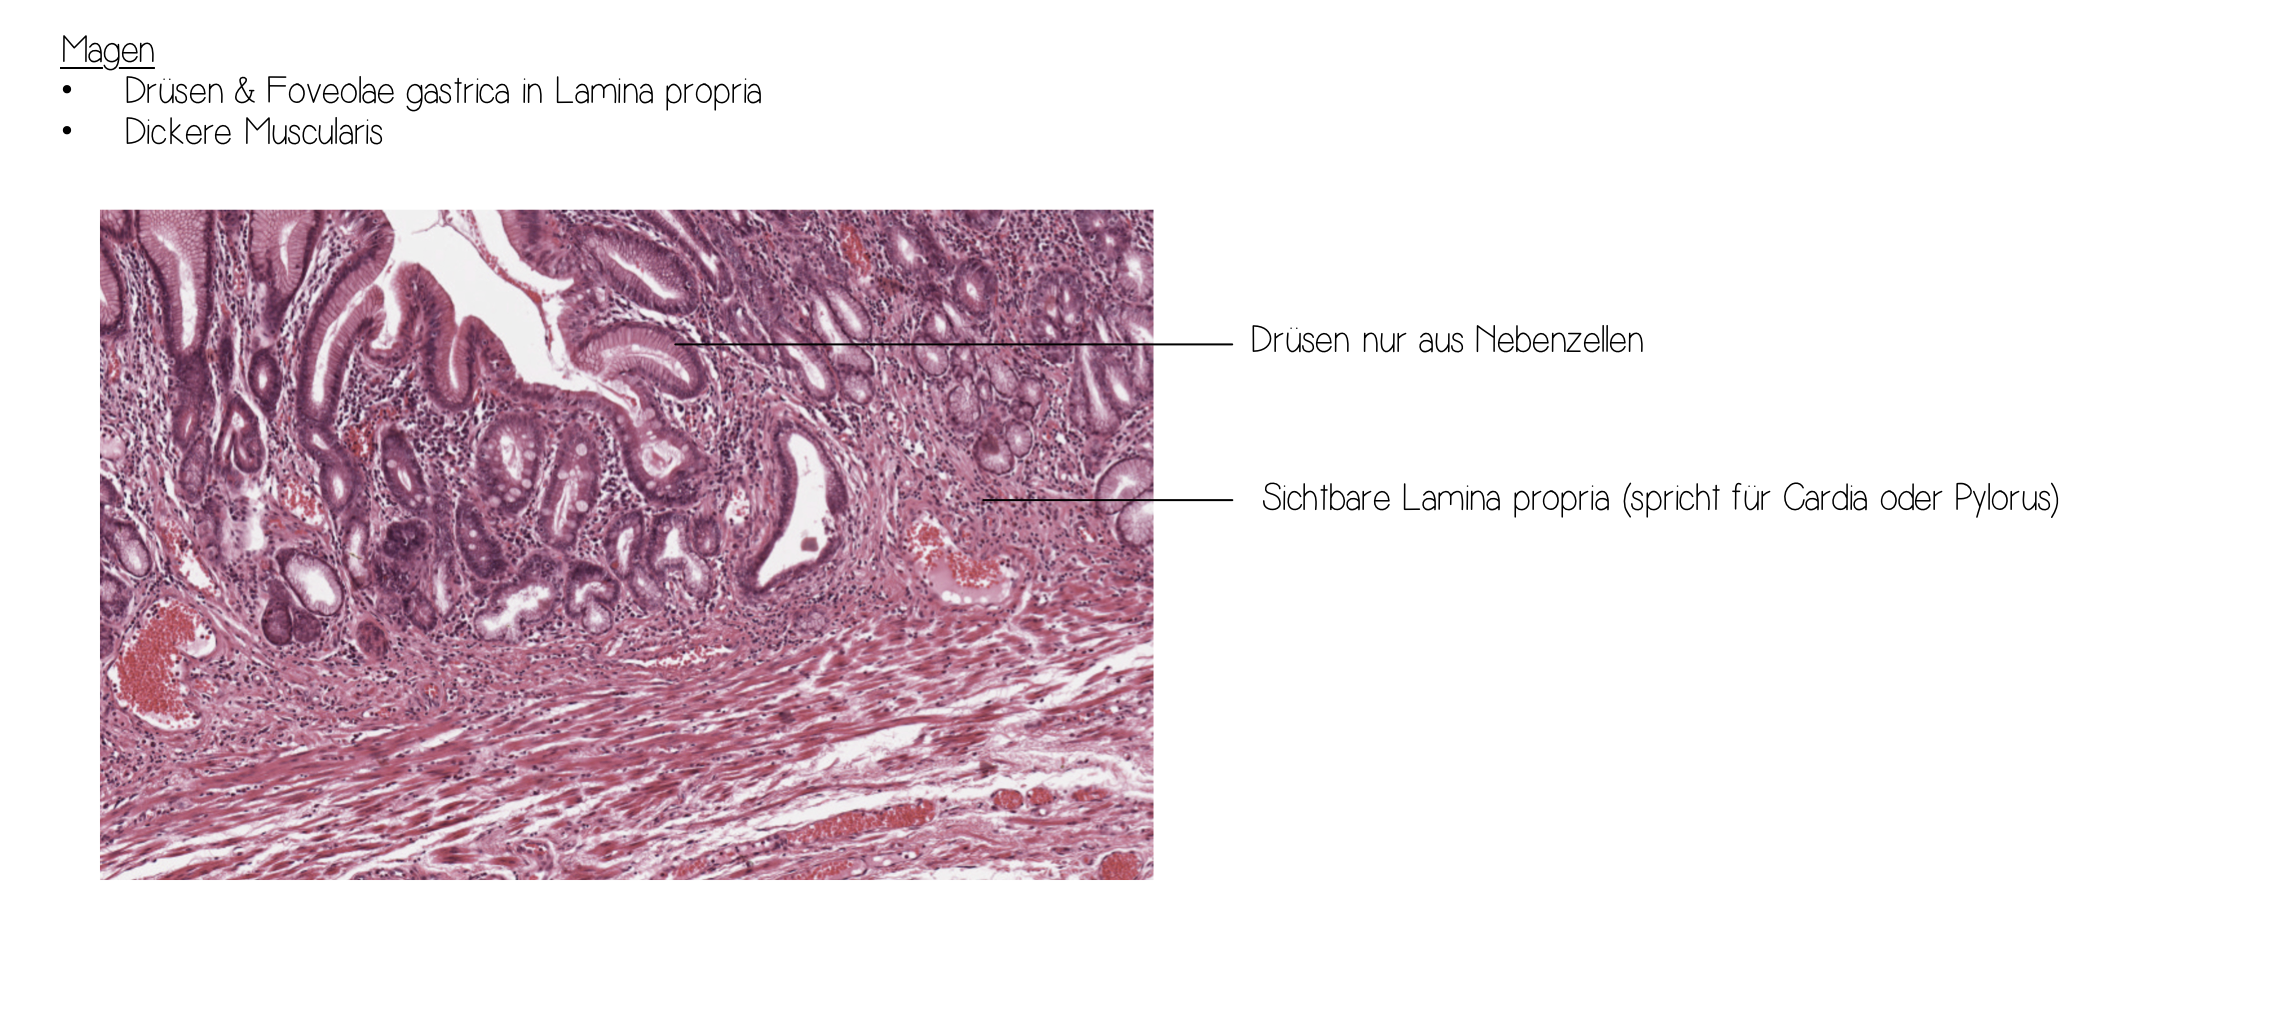 Magen
• Drüsen & Foveolae gastrica in Lamina propria
• Dickere Muscularis
Drüsen nur aus Nebenzellen
Sichtbare Lamina propria (spricht für Cardia oder Pylorus)